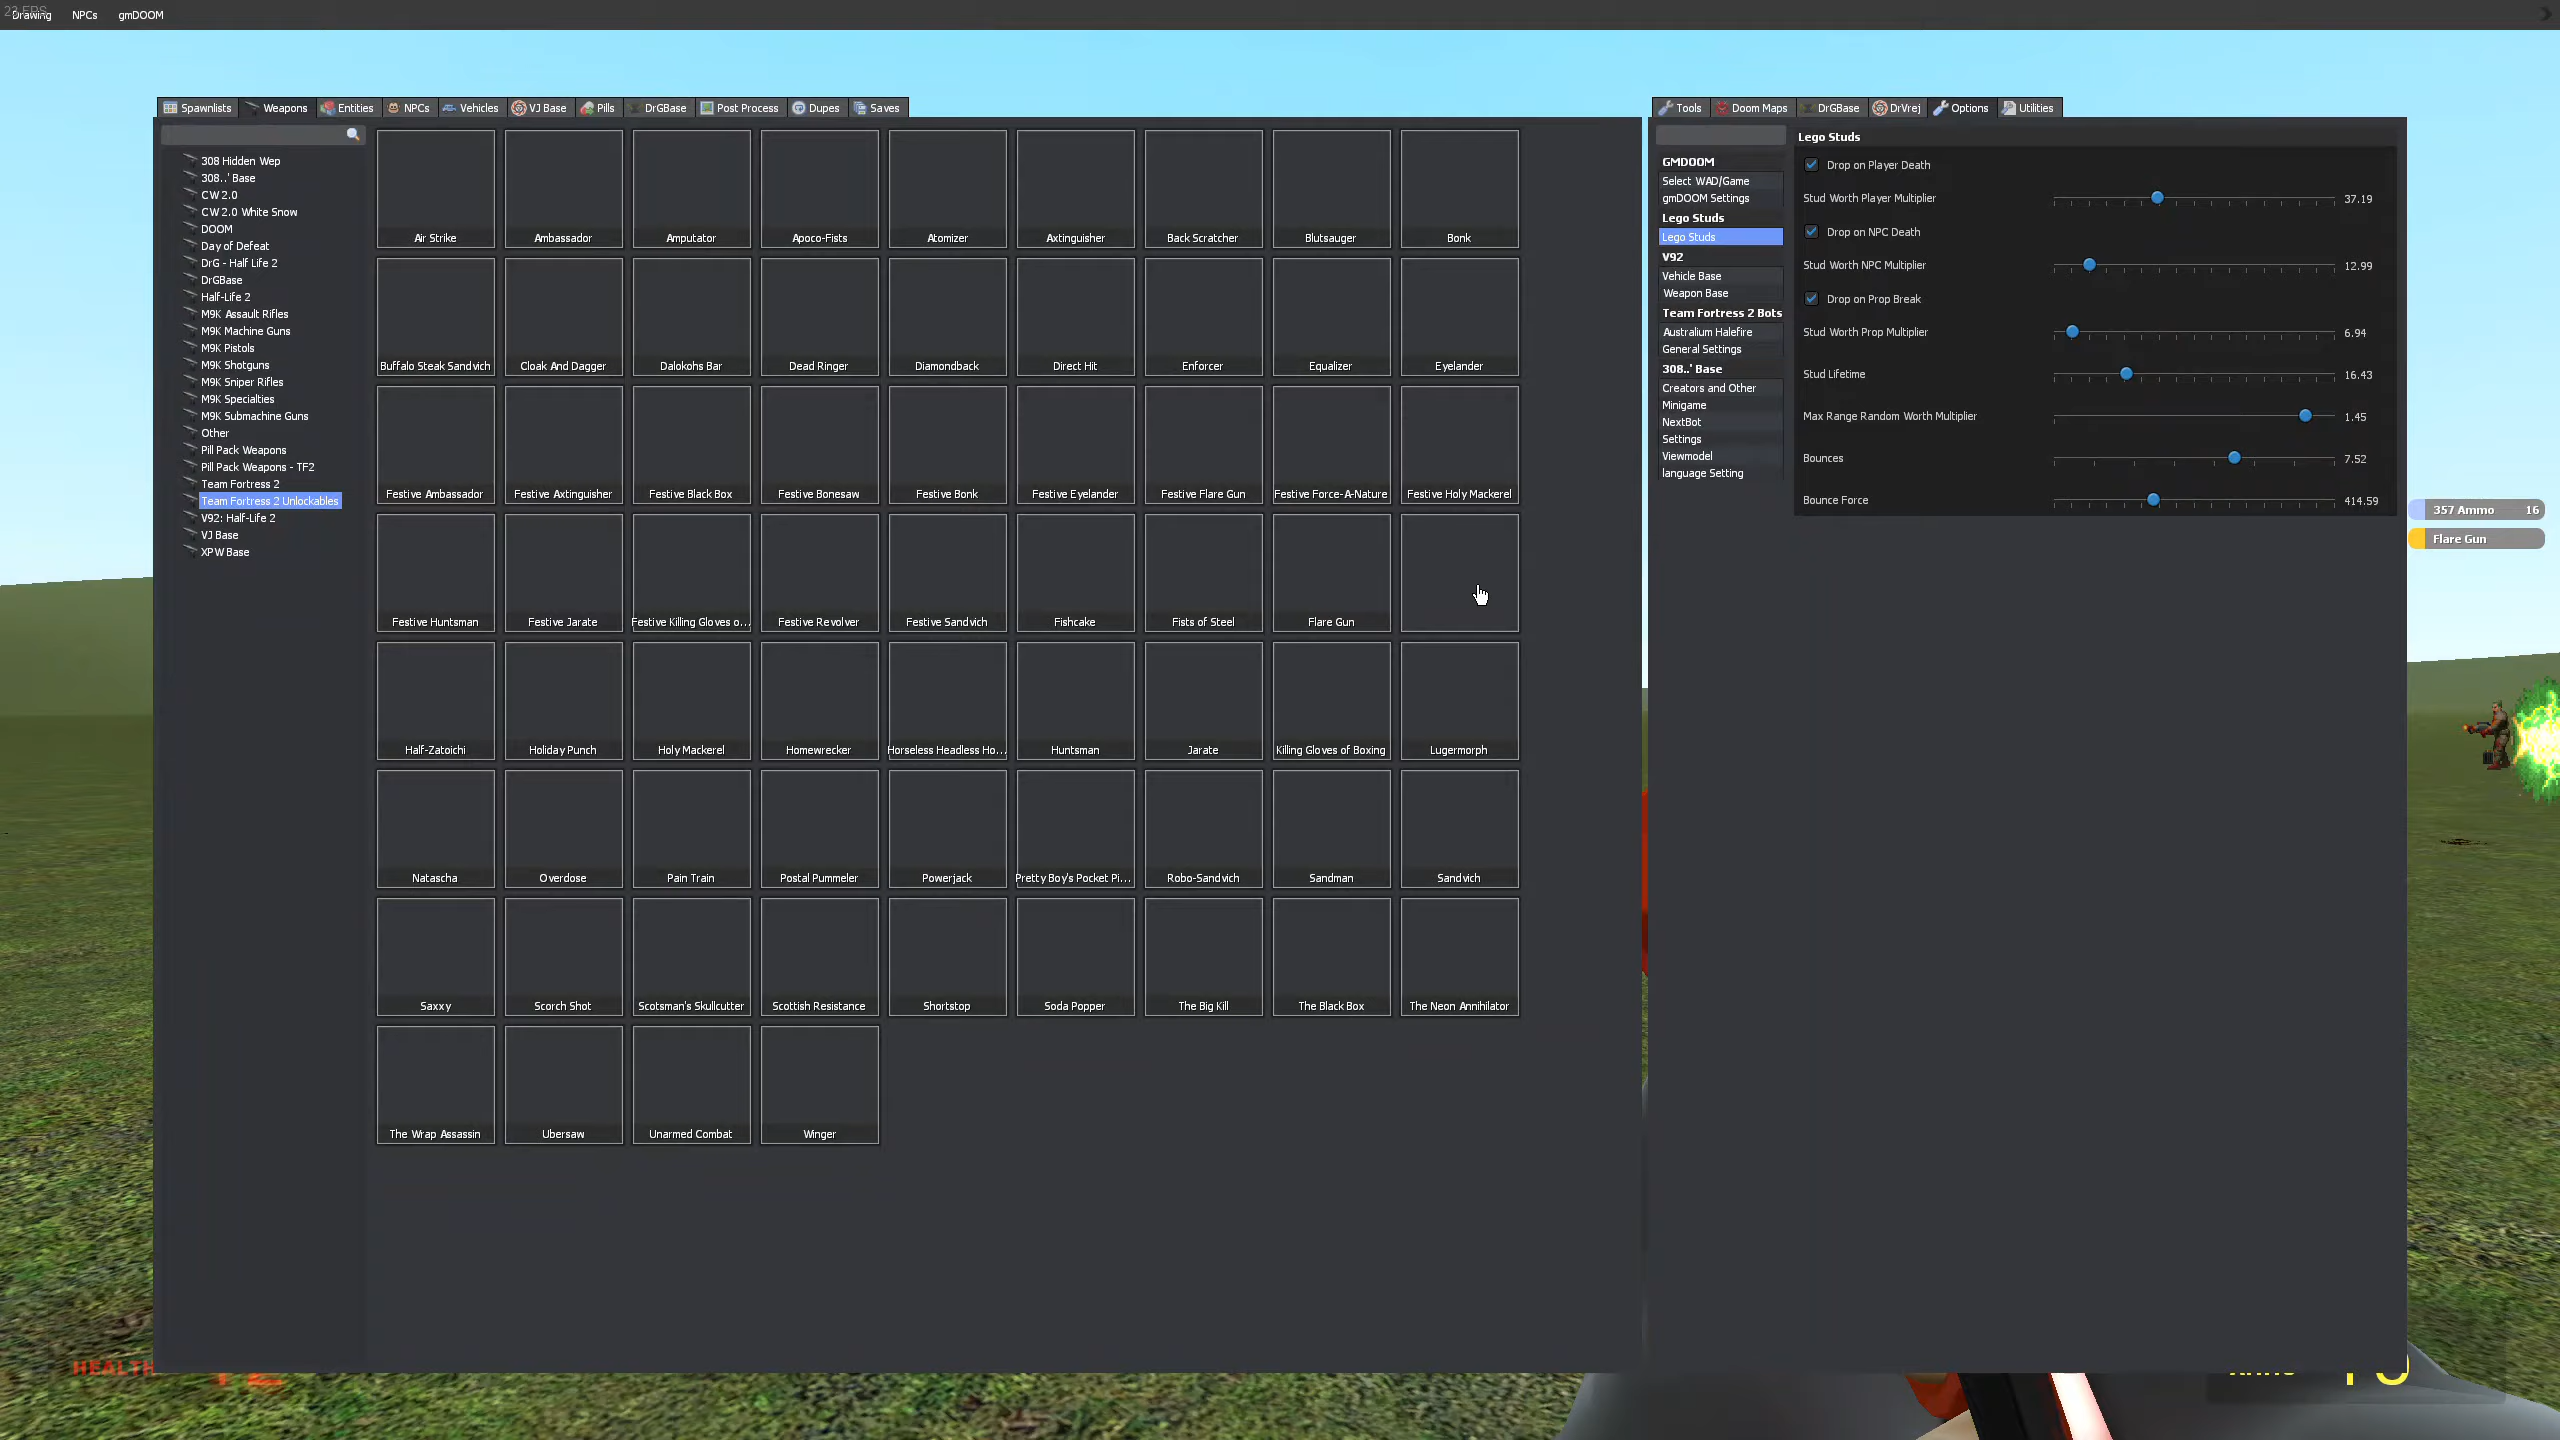 Drawing NPCs gmDOOM
Spawnlists Weapons Entities NPCs Vehicles VJ Base Pills DrGBase Post Process Dupes Saves
308 Hidden Wep
308..' Base
CW 2.0
CW 2.0 White Snow
DOOM
Day of Defeat
DrG - Half Life 2
DrGBase
Half-Life 2
M9K Assault Rifles
M9K Machine Guns
M9K Pistols
M9K Shotguns
M9K Sniper Rifles
M9K Specialties
M9K Submachine Guns
Other
Pill Pack Weapons
Pill Pack Weapons - TF2
Team Fortress 2
Team Fortress 2 Unlockables
V92: Half-Life 2
VJ Base
XPW Base
Air Strike Ambassador Amputator Apoco-Fists Atomizer Axtinguisher Back Scratcher Blutsauger Bonk
Buffalo Steak Sandvich Cloak And Dagger Dalokohs Bar Dead Ringer Diamondback Direct Hit Enforcer Equalizer Eyelander
Festive Ambassador Festive Axtinguisher Festive Black Box Festive Bonesaw Festive Bonk Festive Eyelander Festive Flare Gun Festive Force-A-Nature Festive Holy Mackerel
Festive Huntsman Festive Jarate Festive Killing Gloves o... Festive Revolver Festive Sandvich Fishcake Fists of Steel Flare Gun
Half-Zatoichi Holiday Punch Holy Mackerel Homewrecker Horseless Headless Ho... Huntsman Jarate Killing Gloves of Boxing Lugermorph
Natascha Overdose Pain Train Postal Pummeler Powerjack Pretty Boy's Pocket Pi... Robo-Sandvich Sandman Sandvich
Saxxy Scorch Shot Scotsman's Skullcutter Scottish Resistance Shortstop Soda Popper The Big Kill The Black Box The Neon Annihilator
The Wrap Assassin Ubersaw Unarmed Combat Winger
Tools Doom Maps DrGBase DrVrej Options Utilities
GMDOOM
Select WAD/Game
gmDOOM Settings
Lego Studs
Lego Studs
V92
Vehicle Base
Weapon Base
Team Fortress 2 Bots
Australium Halefire
General Settings
308..' Base
Creators and Other
Minigame
NextBot
Settings
Viewmodel
language Setting
Lego Studs
Drop on Player Death
Stud Worth Player Multiplier 37.19
Drop on NPC Death
Stud Worth NPC Multiplier 12.99
Drop on Prop Break
Stud Worth Prop Multiplier 6.94
Stud Lifetime 16.43
Max Range Random Worth Multiplier 1.45
Bounces 7.52
Bounce Force 414.59
357 Ammo 16
Flare Gun
HEALTH